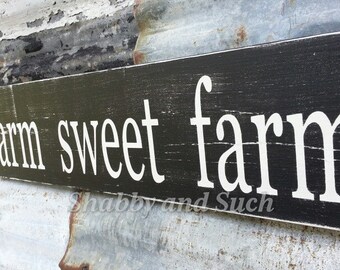 arm sweet farm
Shabby and Such